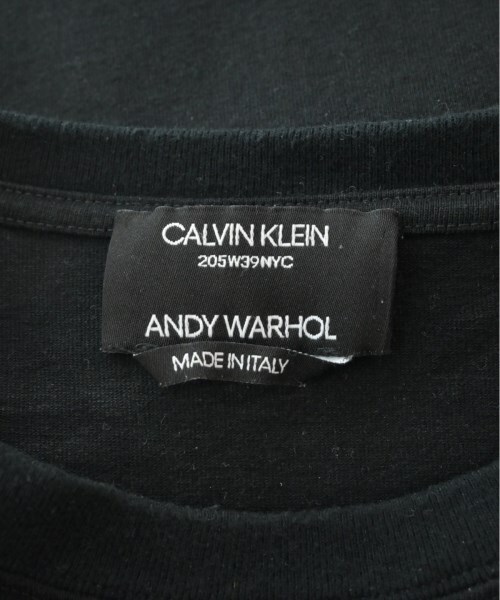 CALVIN KLEIN
205W39NYC
ANDY WARHOL
MADE IN ITALY